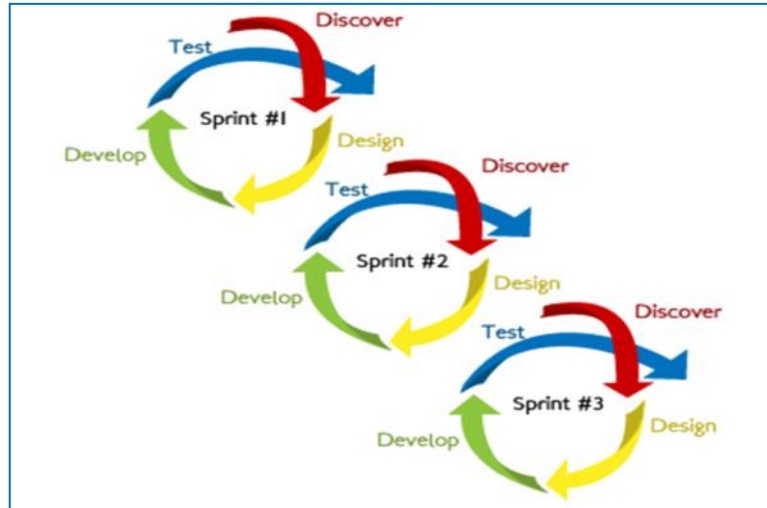 Discover
Test
Sprint #1
Design
Develop
Discover
Test
Sprint #2
Design
Develop
Discover
Test
Sprint #3
Design
Develop